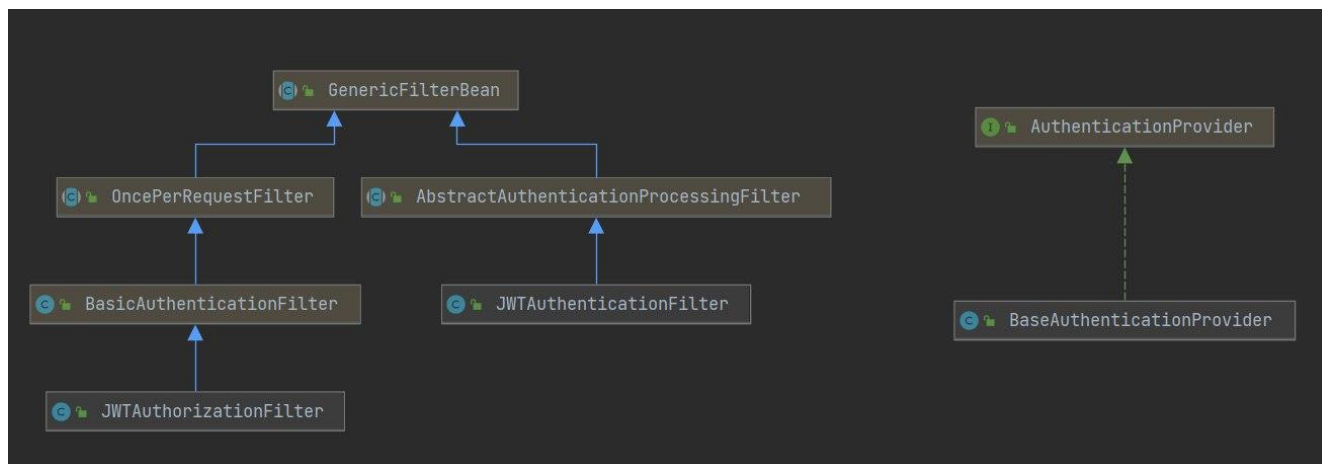 GenericFilterBean
AuthenticationProvider
OncePerRequestFilter
AbstractAuthenticationProcessingFilter
BasicAuthenticationFilter
JWTAuthenticationFilter
BaseAuthenticationProvider
JWTAuthorizationFilter